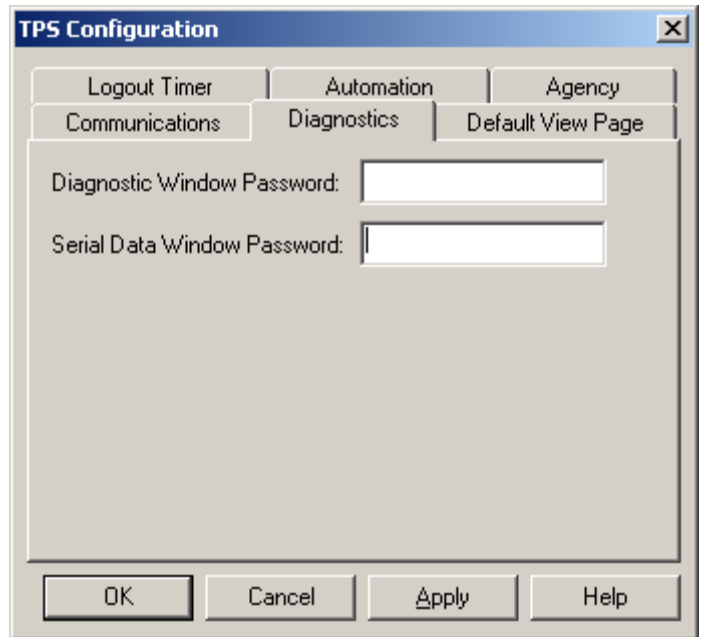 TPS Configuration
Logout Timer Automation Agency
Communications Diagnostics Default View Page
Diagnostic Window Password:
Serial Data Window Password:
OK Cancel Apply Help